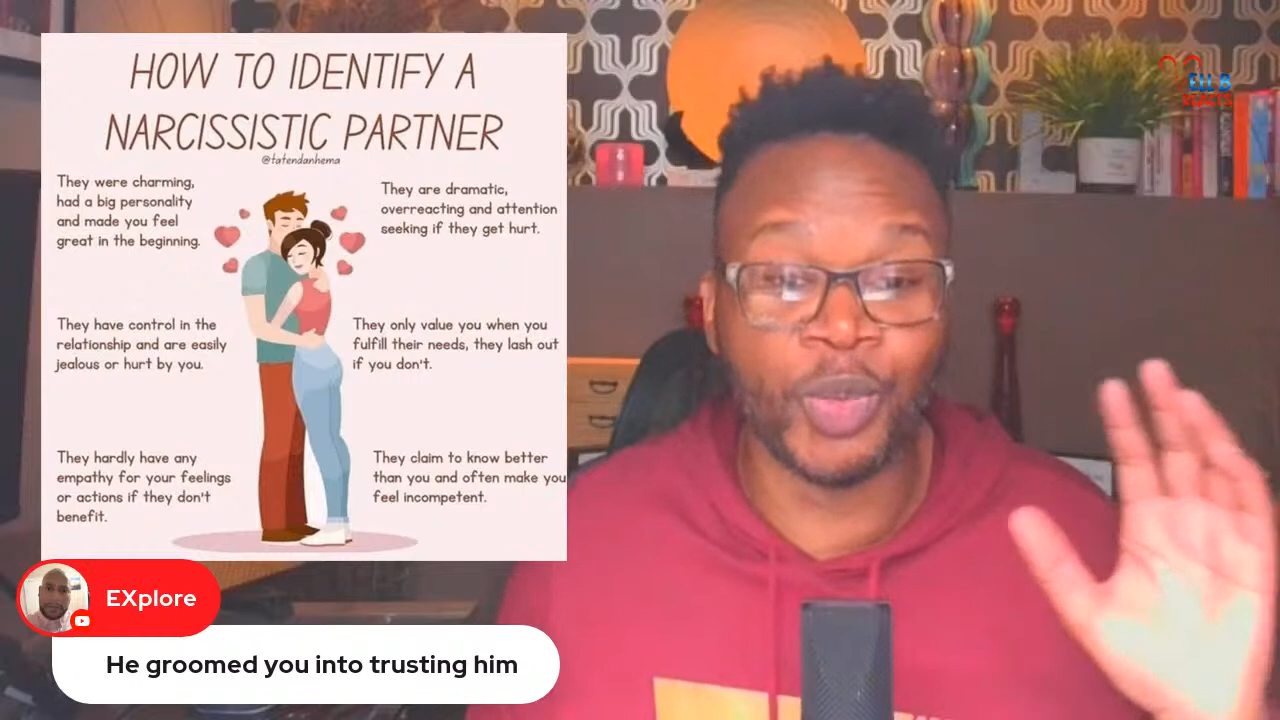 HOW TO IDENTIFY A
NARCISSISTIC PARTNER
@tatendanhema
They were charming,
had a big personality
and made you feel
great in the beginning.
They are dramatic,
overreacting and attention
seeking if they get hurt.
They have control in the
relationship and are easily
jealous or hurt by you.
They only value you when you
fulfill their needs, they lash out
if you don't.
They hardly have any
empathy for your feelings
or actions if they don't
benefit.
They claim to know better
than you and often make you
feel incompetent.
EXplore
He groomed you into trusting him
ELL B
REACTS